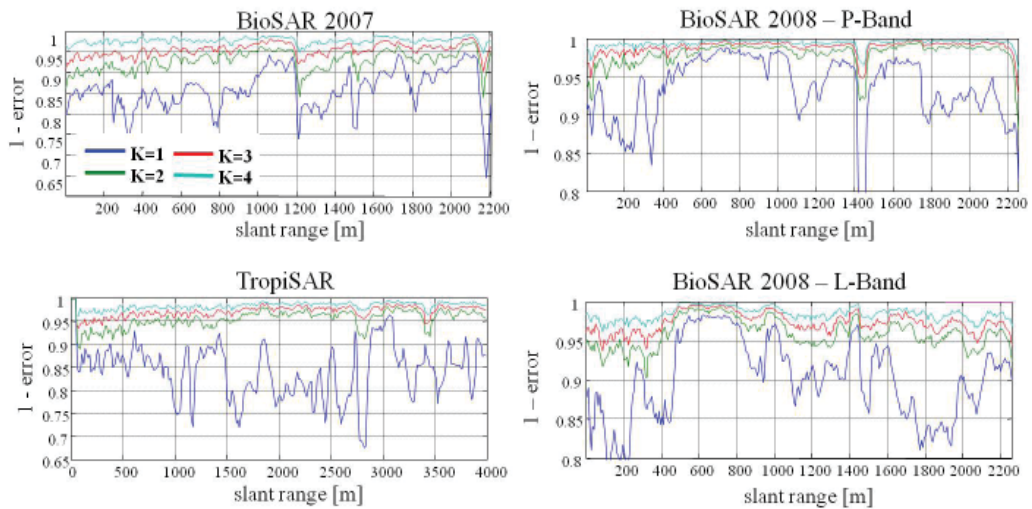 BioSAR 2007
1
0.95
0.9
0.85
0.8
0.75
0.7
0.65
1 - error
K=1 K=3
K=2 K=4
200 400 600 800 1000 1200 1400 1600 1800 2000 2200
slant range [m]
BioSAR 2008 – P-Band
1
0.95
0.9
0.85
0.8
1 – error
200 400 600 800 1000 1200 1400 1600 1800 2000 2200
slant range [m]
TropiSAR
1
0.95
0.9
0.85
0.8
0.75
0.7
0.65
1 - error
0 500 1000 1500 2000 2500 3000 3500 4000
slant range [m]
BioSAR 2008 – L-Band
1
0.95
0.9
0.85
0.8
1 – error
200 400 600 800 1000 1200 1400 1600 1800 2000 2200
slant range [m]